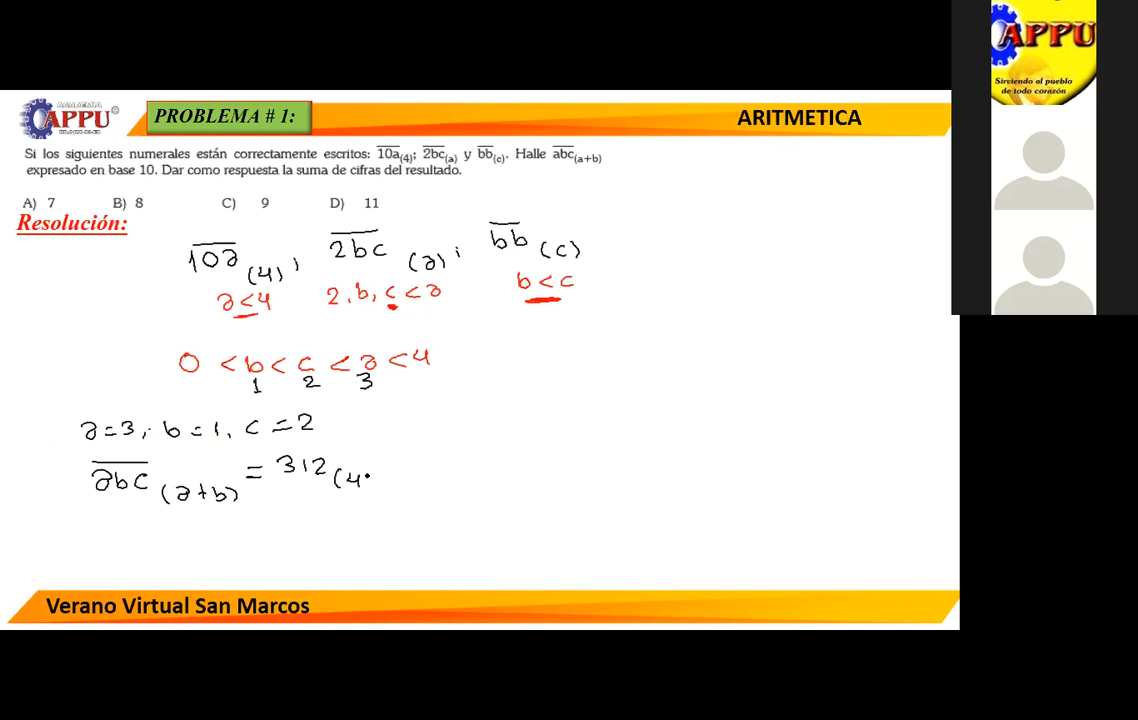 APPU
Sirviendo al pueblo
de todo corazón
ACADEMIA
APPU
PROBLEMA # 1:
ARITMETICA
Si los siguientes numerales están correctamente escritos: 10a(4); 2bc(a) y bb(c). Halle abc(a+b)
expresado en base 10. Dar como respuesta la suma de cifras del resultado.
A) 7 B) 8 C) 9 D) 11
Resolución:
10a(4); 2bc(a); bb(c)
a<4 2,b,c<a b<c
0<b<c<a<4
1 2 3
a=3, b=1, c=2
abc(a+b) = 312(4
Verano Virtual San Marcos